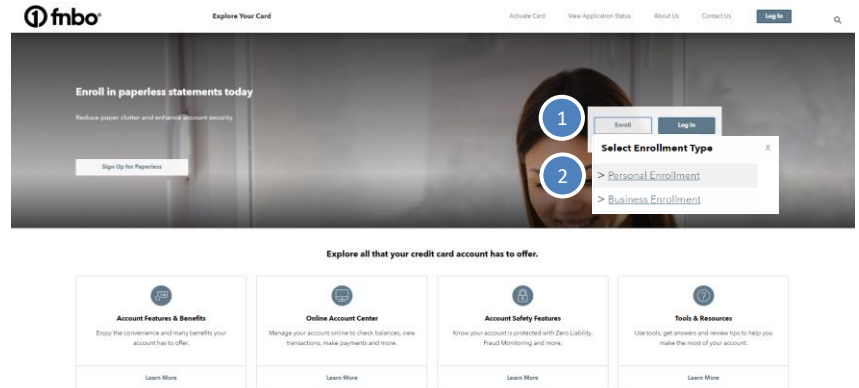 fnbo
Explore Your Card
Activate Card
View Application Status
About Us
Contact Us
Log In
Enroll in paperless statements today
Reduce paper clutter and enhance account security
Sign Up for Paperless
1
Enroll
Log In
Select Enrollment Type
X
2
> Personal Enrollment
> Business Enrollment
Explore all that your credit card account has to offer.
Account Features & Benefits
Enjoy the convenience and many benefits your
account has to offer.
Learn More
Online Account Center
Manage your account online to check balances, view
transactions, make payments and more.
Learn More
Account Safety Features
Know your account is protected with Zero Liability,
Fraud Monitoring and more.
Learn More
Tools & Resources
Use tools, get answers and review tips to help you
make the most of your account.
Learn More